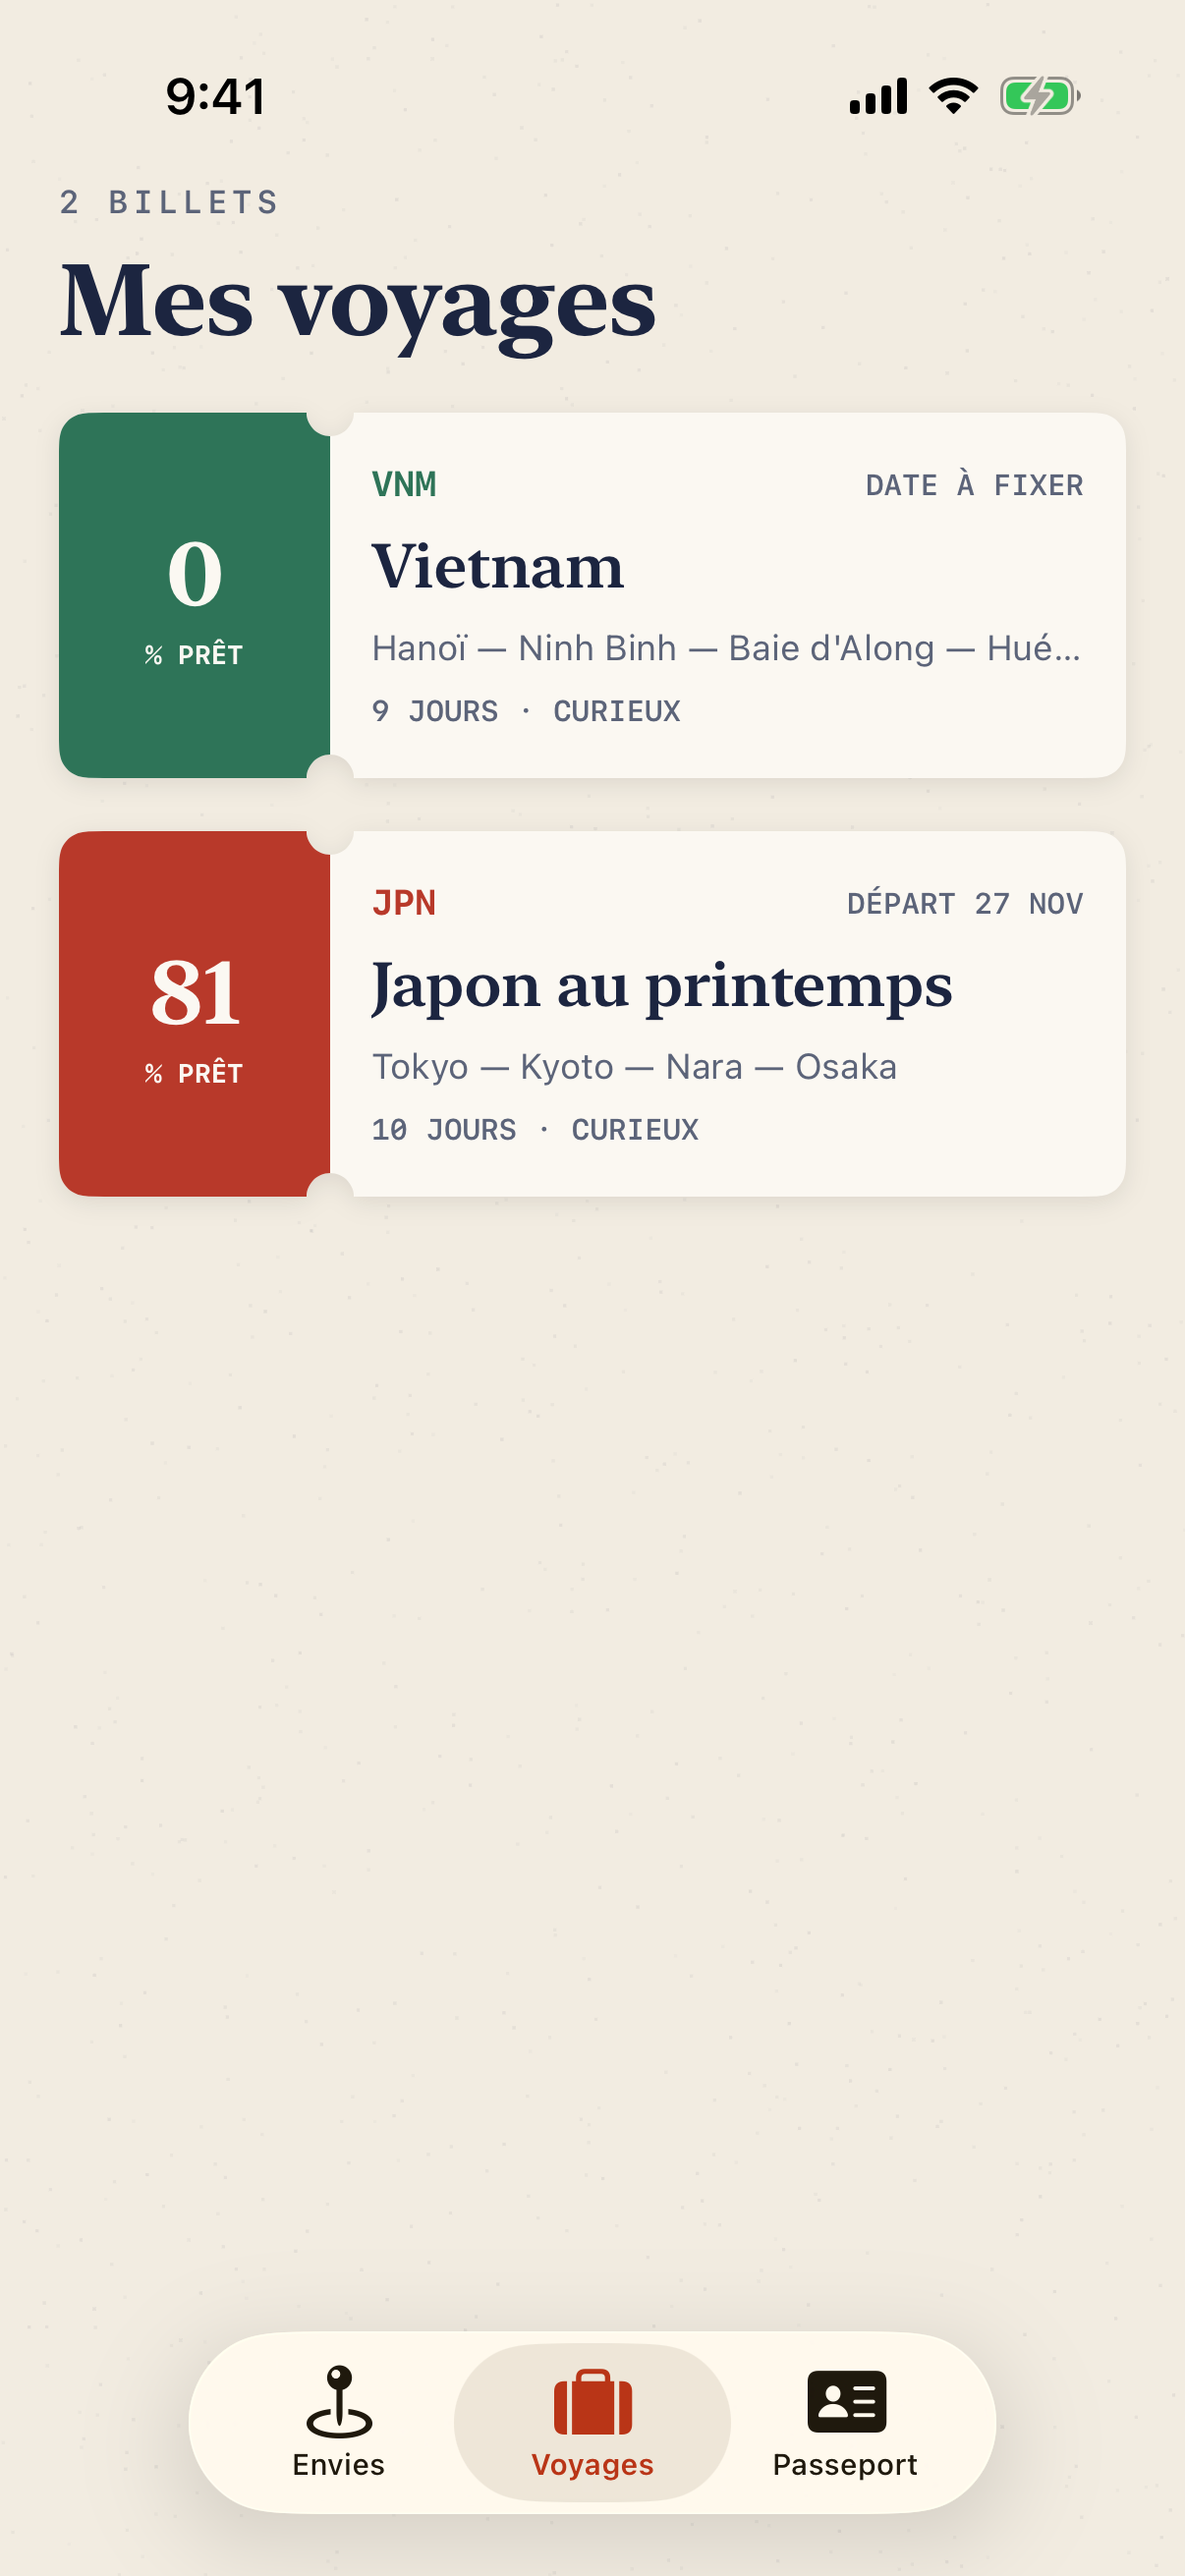 9:41
2 BILLETS
Mes voyages
0
% PRÊT
VNM
DATE À FIXER
Vietnam
Hanoï — Ninh Binh — Baie d'Along — Hué…
9 JOURS · CURIEUX
81
% PRÊT
JPN
DÉPART 27 NOV
Japon au printemps
Tokyo — Kyoto — Nara — Osaka
10 JOURS · CURIEUX
Envies
Voyages
Passeport